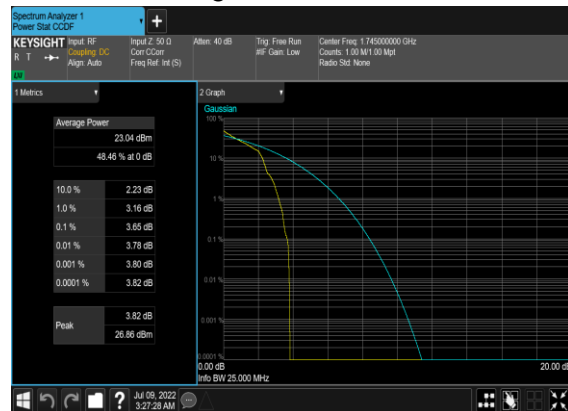 Spectrum Analyzer 1
Power Stat CCDF
KEYSIGHT
R T
LXI
Input: RF
Coupling: DC
Align: Auto
Input Z: 50 Ω
Corr CCorr
Freq Ref: Int (S)
Atten: 40 dB
Trig: Free Run
#IF Gain: Low
Center Freq: 1.745000000 GHz
Counts: 1.00 M/1.00 Mpt
Radio Std: None
1 Metrics
Average Power
23.04 dBm
48.46 % at 0 dB
10.0 % 2.23 dB
1.0 % 3.16 dB
0.1 % 3.65 dB
0.01 % 3.78 dB
0.001 % 3.80 dB
0.0001 % 3.82 dB
Peak
3.82 dB
26.86 dBm
2 Graph
Gaussian
100 %
10 %
1 %
0.1 %
0.01 %
0.001 %
0.0001 %
0.00 dB
20.00 dB
Info BW 25.000 MHz
?
Jul 09, 2022
3:27:28 AM